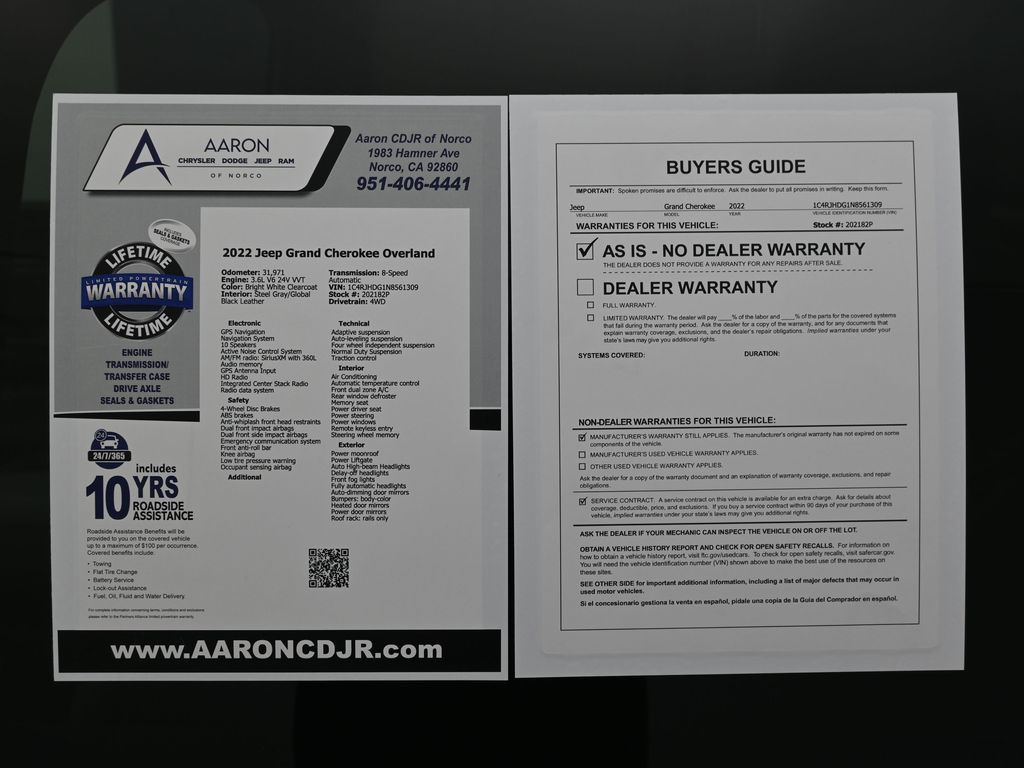 AARON
CHRYSLER DODGE JEEP RAM
OF NORCO
Aaron CDJR of Norco
1983 Hamner Ave
Norco, CA 92860
951-406-4441
INCLUDES
SEALS & GASKETS
COVERAGE
LIFETIME
LIMITED POWERTRAIN
WARRANTY
LIFETIME
ENGINE
TRANSMISSION/
TRANSFER CASE
DRIVE AXLE
SEALS & GASKETS
24/7/365
includes
10 YRS
ROADSIDE
ASSISTANCE
Roadside Assistance Benefits will be
provided to you on the covered vehicle
up to a maximum of $100 per occurrence.
Covered benefits include:
• Towing
• Flat Tire Change
• Battery Service
• Lock-out Assistance
• Fuel, Oil, Fluid and Water Delivery.
For complete information concerning terms, conditions and exclusions
please refer to the Partners Alliance limited powertrain warranty.
2022 Jeep Grand Cherokee Overland
Odometer: 31,971
Engine: 3.6L V6 24V VVT
Color: Bright White Clearcoat
Interior: Steel Gray/Global
Black Leather
Transmission: 8-Speed
Automatic
VIN: 1C4RJHDG1N8561309
Stock #: 202182P
Drivetrain: 4WD
Electronic
GPS Navigation
Navigation System
10 Speakers
Active Noise Control System
AM/FM radio: SiriusXM with 360L
Audio memory
GPS Antenna Input
HD Radio
Integrated Center Stack Radio
Radio data system
Safety
4-Wheel Disc Brakes
ABS brakes
Anti-whiplash front head restraints
Dual front impact airbags
Dual front side impact airbags
Emergency communication system
Front anti-roll bar
Knee airbag
Low tire pressure warning
Occupant sensing airbag
Additional
Technical
Adaptive suspension
Auto-leveling suspension
Four wheel independent suspension
Normal Duty Suspension
Traction control
Interior
Air Conditioning
Automatic temperature control
Front dual zone A/C
Rear window defroster
Memory seat
Power driver seat
Power steering
Power windows
Remote keyless entry
Steering wheel memory
Exterior
Power moonroof
Power Liftgate
Auto High-beam Headlights
Delay-off headlights
Front fog lights
Fully automatic headlights
Auto-dimming door mirrors
Bumpers: body-color
Heated door mirrors
Power door mirrors
Roof rack: rails only
www.AARONCDJR.com
BUYERS GUIDE
IMPORTANT: Spoken promises are difficult to enforce. Ask the dealer to put all promises in writing. Keep this form.
Jeep Grand Cherokee 2022 1C4RJHDG1N8561309
VEHICLE MAKE MODEL YEAR VEHICLE IDENTIFICATION NUMBER (VIN)
WARRANTIES FOR THIS VEHICLE: Stock #: 202182P
AS IS - NO DEALER WARRANTY
THE DEALER DOES NOT PROVIDE A WARRANTY FOR ANY REPAIRS AFTER SALE.
DEALER WARRANTY
FULL WARRANTY.
LIMITED WARRANTY. The dealer will pay ____% of the labor and ____% of the parts for the covered systems
that fail during the warranty period. Ask the dealer for a copy of the warranty, and for any documents that
explain warranty coverage, exclusions, and the dealer's repair obligations. Implied warranties under your
state's laws may give you additional rights.
SYSTEMS COVERED: DURATION:
NON-DEALER WARRANTIES FOR THIS VEHICLE:
MANUFACTURER'S WARRANTY STILL APPLIES. The manufacturer's original warranty has not expired on some
components of the vehicle.
MANUFACTURER'S USED VEHICLE WARRANTY APPLIES.
OTHER USED VEHICLE WARRANTY APPLIES.
Ask the dealer for a copy of the warranty document and an explanation of warranty coverage, exclusions, and repair
obligations.
SERVICE CONTRACT. A service contract on this vehicle is available for an extra charge. Ask for details about
coverage, deductible, price, and exclusions. If you buy a service contract within 90 days of your purchase of this
vehicle, implied warranties under your state's laws may give you additional rights.
ASK THE DEALER IF YOUR MECHANIC CAN INSPECT THE VEHICLE ON OR OFF THE LOT.
OBTAIN A VEHICLE HISTORY REPORT AND CHECK FOR OPEN SAFETY RECALLS. For information on
how to obtain a vehicle history report, visit ftc.gov/usedcars. To check for open safety recalls, visit safercar.gov.
You will need the vehicle identification number (VIN) shown above to make the best use of the resources on
these sites.
SEE OTHER SIDE for important additional information, including a list of major defects that may occur in
used motor vehicles.
Si el concesionario gestiona la venta en español, pídale una copia de la Guía del Comprador en español.